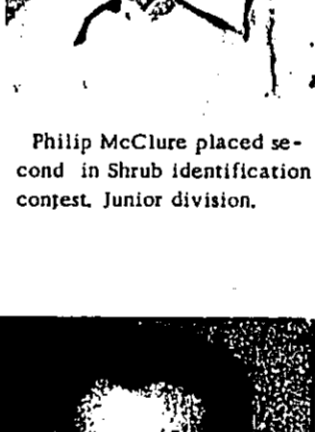 Philip McClure placed se-
cond in Shrub identification
contest. Junior division.